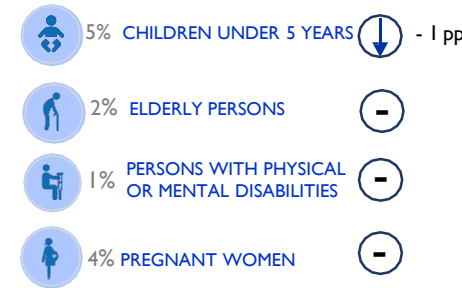 5% CHILDREN UNDER 5 YEARS - 1 pp
2% ELDERLY PERSONS -
1% PERSONS WITH PHYSICAL
OR MENTAL DISABILITIES -
4% PREGNANT WOMEN -